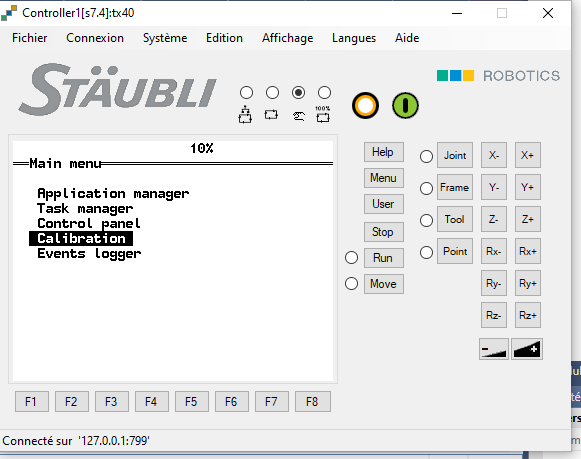 Controller1[s7.4]:tx40
Fichier Connexion Système Edition Affichage Langues Aide
STÄUBLI
ROBOTICS
100%
10%
Main menu
Application manager
Task manager
Control panel
Calibration
Events logger
Help
Menu
User
Stop
Run
Move
Joint X- X+
Frame Y- Y+
Tool Z- Z+
Point Rx- Rx+
Ry- Ry+
Rz- Rz+
- +
F1 F2 F3 F4 F5 F6 F7 F8
Connecté sur '127.0.0.1:799'